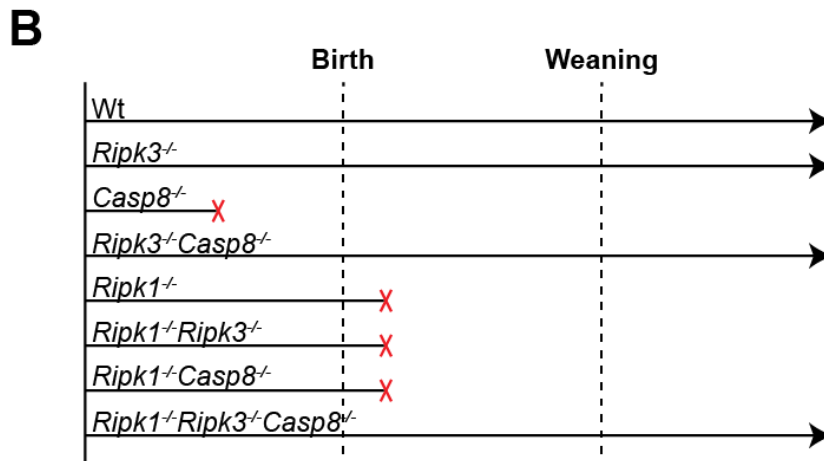 B
Birth Weaning
Wt
Ripk3-/-
Casp8-/-
Ripk3-/-Casp8-/-
Ripk1-/-
Ripk1-/-Ripk3-/-
Ripk1-/-Casp8-/-
Ripk1-/-Ripk3-/-Casp8-/-